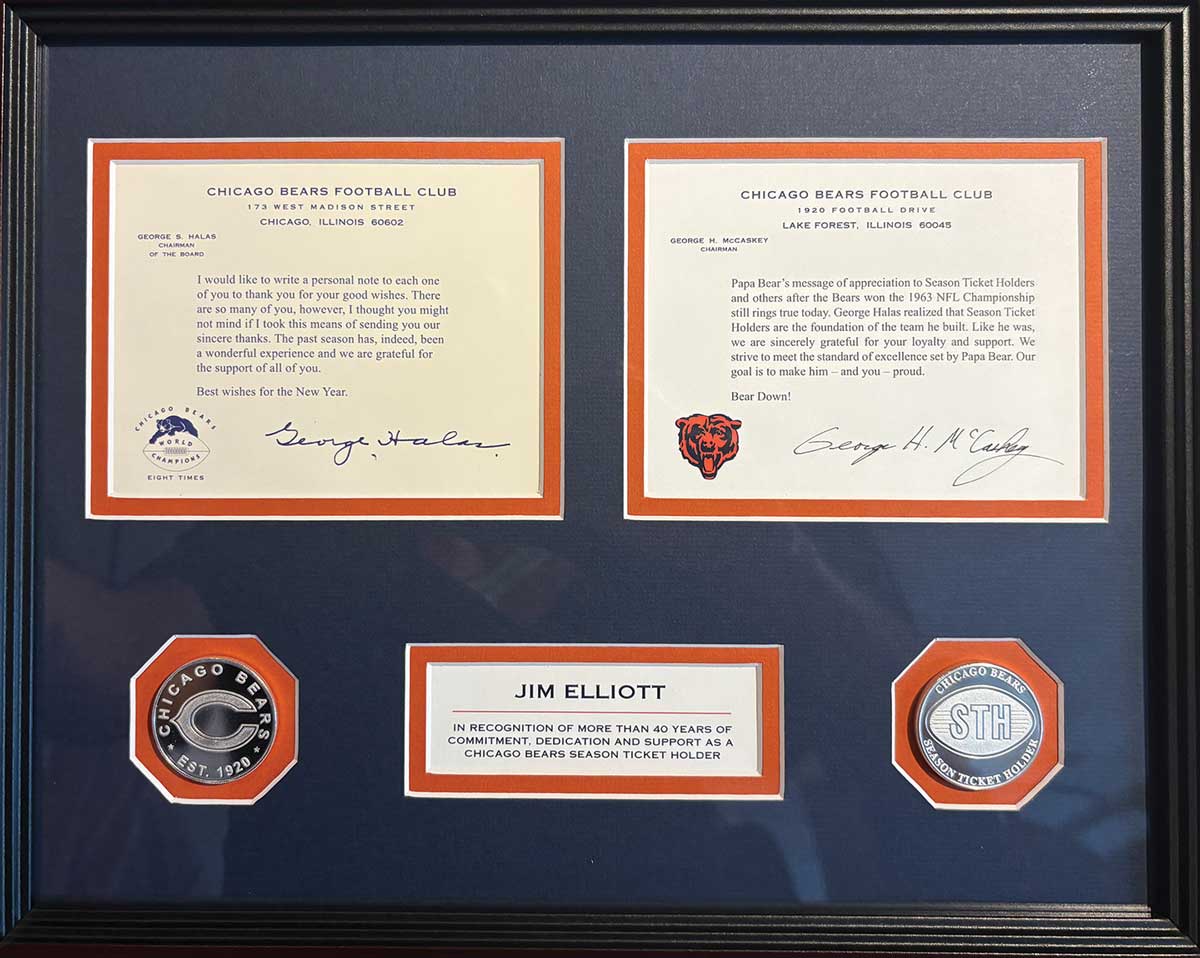 CHICAGO BEARS FOOTBALL CLUB
173 WEST MADISON STREET
CHICAGO, ILLINOIS 60602
GEORGE S. HALAS
CHAIRMAN
OF THE BOARD
I would like to write a personal note to each one
of you to thank you for your good wishes. There
are so many of you, however, I thought you might
not mind if I took this means of sending you our
sincere thanks. The past season has, indeed, been
a wonderful experience and we are grateful for
the support of all of you.
Best wishes for the New Year.
CHICAGO BEARS
WORLD
CHAMPIONS
EIGHT TIMES
George Halas
CHICAGO BEARS FOOTBALL CLUB
1920 FOOTBALL DRIVE
LAKE FOREST, ILLINOIS 60045
GEORGE H. McCASKEY
CHAIRMAN
Papa Bear's message of appreciation to Season Ticket Holders
and others after the Bears won the 1963 NFL Championship
still rings true today. George Halas realized that Season Ticket
Holders are the foundation of the team he built. Like he was,
we are sincerely grateful for your loyalty and support. We
strive to meet the standard of excellence set by Papa Bear. Our
goal is to make him – and you – proud.
Bear Down!
George H. McCaskey
CHICAGO BEARS
C
EST. 1920
JIM ELLIOTT
IN RECOGNITION OF MORE THAN 40 YEARS OF
COMMITMENT, DEDICATION AND SUPPORT AS A
CHICAGO BEARS SEASON TICKET HOLDER
CHICAGO BEARS
STH
SEASON TICKET HOLDER